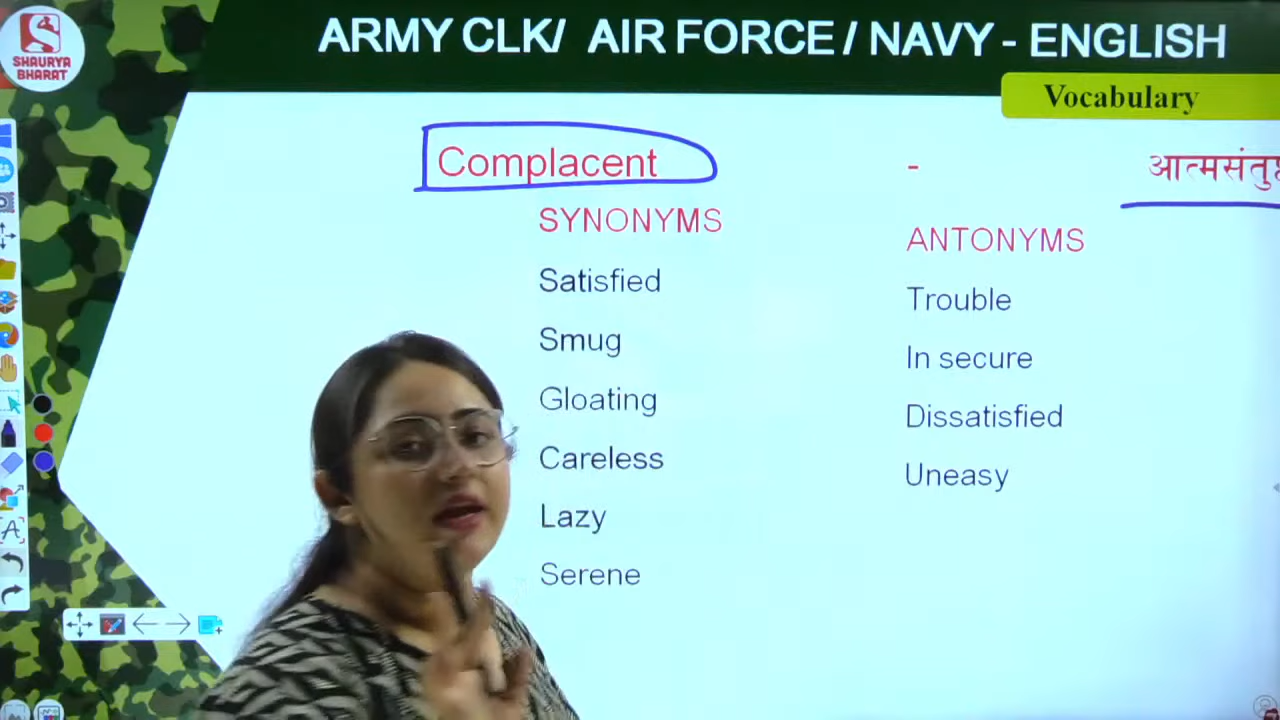 SHAURYA
BHARAT
ARMY CLK/ AIR FORCE / NAVY - ENGLISH
Vocabulary
Complacent -
SYNONYMS
Satisfied
Smug
Gloating
Careless
Lazy
Serene
ANTONYMS
Trouble
In secure
Dissatisfied
Uneasy